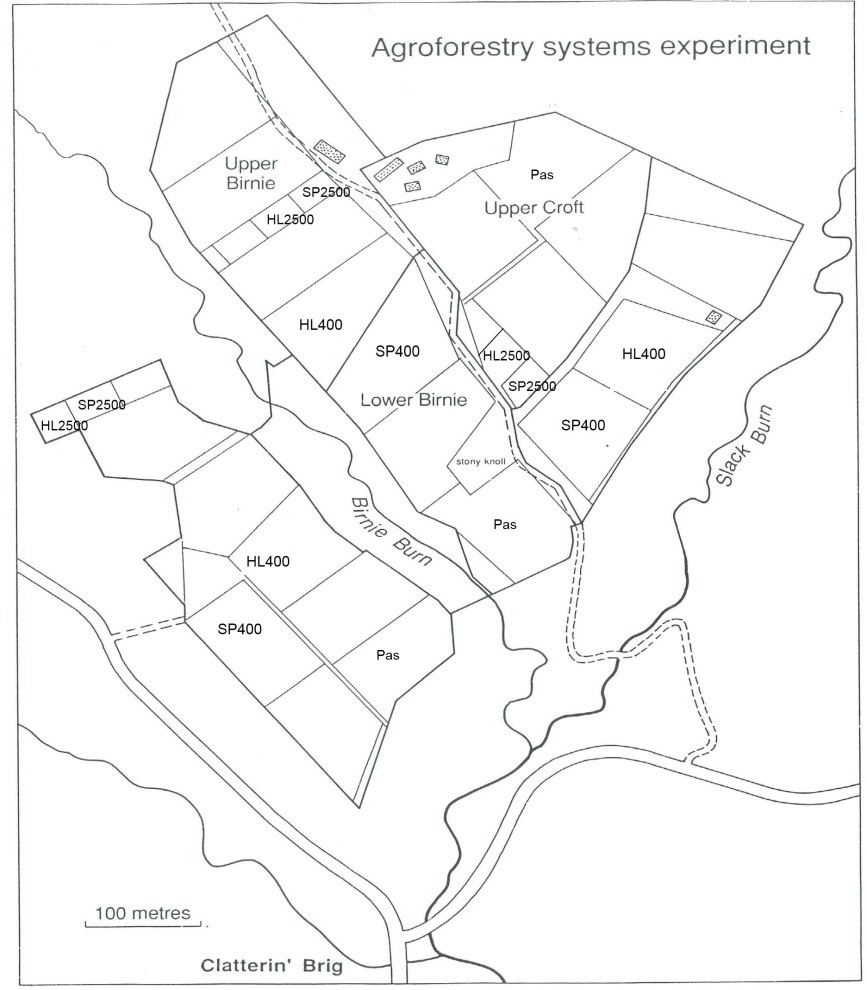 Agroforestry systems experiment
Upper
Birnie
Pas
Upper Croft
SP2500
HL2500
HL400
SP400
HL2500
SP2500
HL400
Lower Birnie
SP400
SP2500
HL2500
stony knoll
Slack Burn
Pas
Birnie Burn
HL400
SP400
Pas
100 metres
Clatterin' Brig